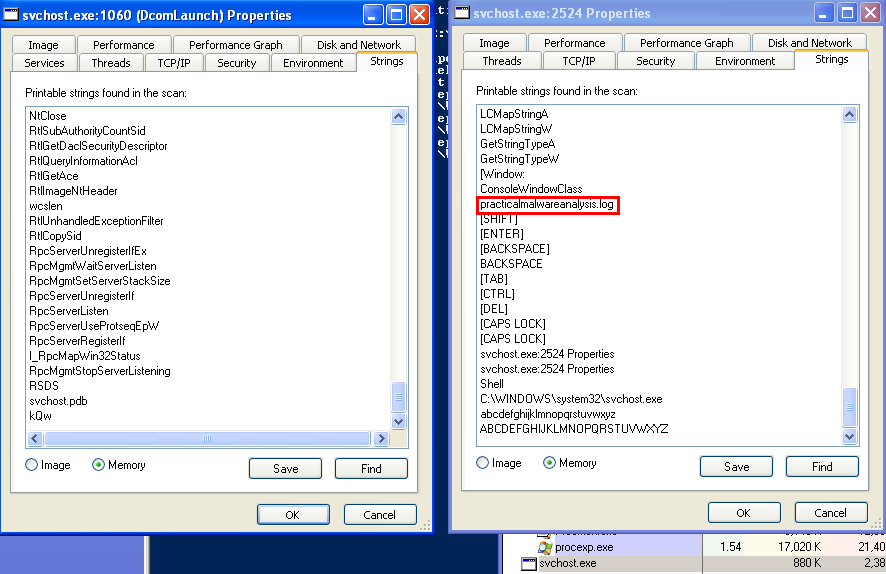 svchost.exe:1060 (DcomLaunch) Properties
Image Performance Performance Graph Disk and Network
Services Threads TCP/IP Security Environment Strings
Printable strings found in the scan:
NtClose
RtlSubAuthorityCountSid
RtlGetDaclSecurityDescriptor
RtlQueryInformationAcl
RtlGetAce
RtlImageNtHeader
wcslen
RtlUnhandledExceptionFilter
RtlCopySid
RpcServerUnregisterIfEx
RpcMgmtWaitServerListen
RpcMgmtSetServerStackSize
RpcServerUnregisterIf
RpcServerListen
RpcServerUseProtseqEpW
RpcServerRegisterIf
I_RpcMapWin32Status
RpcMgmtStopServerListening
RSDS
svchost.pdb
kQw
Image Memory Save Find
OK Cancel
svchost.exe:2524 Properties
Image Performance Performance Graph Disk and Network
Threads TCP/IP Security Environment Strings
Printable strings found in the scan:
LCMapStringA
LCMapStringW
GetStringTypeA
GetStringTypeW
[Window:
ConsoleWindowClass
practicalmalwareanalysis.log
[SHIFT]
[ENTER]
[BACKSPACE]
BACKSPACE
[TAB]
[CTRL]
[DEL]
[CAPS LOCK]
[CAPS LOCK]
svchost.exe:2524 Properties
svchost.exe:2524 Properties
Shell
C:\WINDOWS\system32\svchost.exe
abcdefghijklmnopqrstuvwxyz
ABCDEFGHIJKLMNOPQRSTUVWXYZ
Image Memory Save Find
OK Cancel
procexp.exe 1.54 17,020 K 21,40
svchost.exe 880 K 2,38